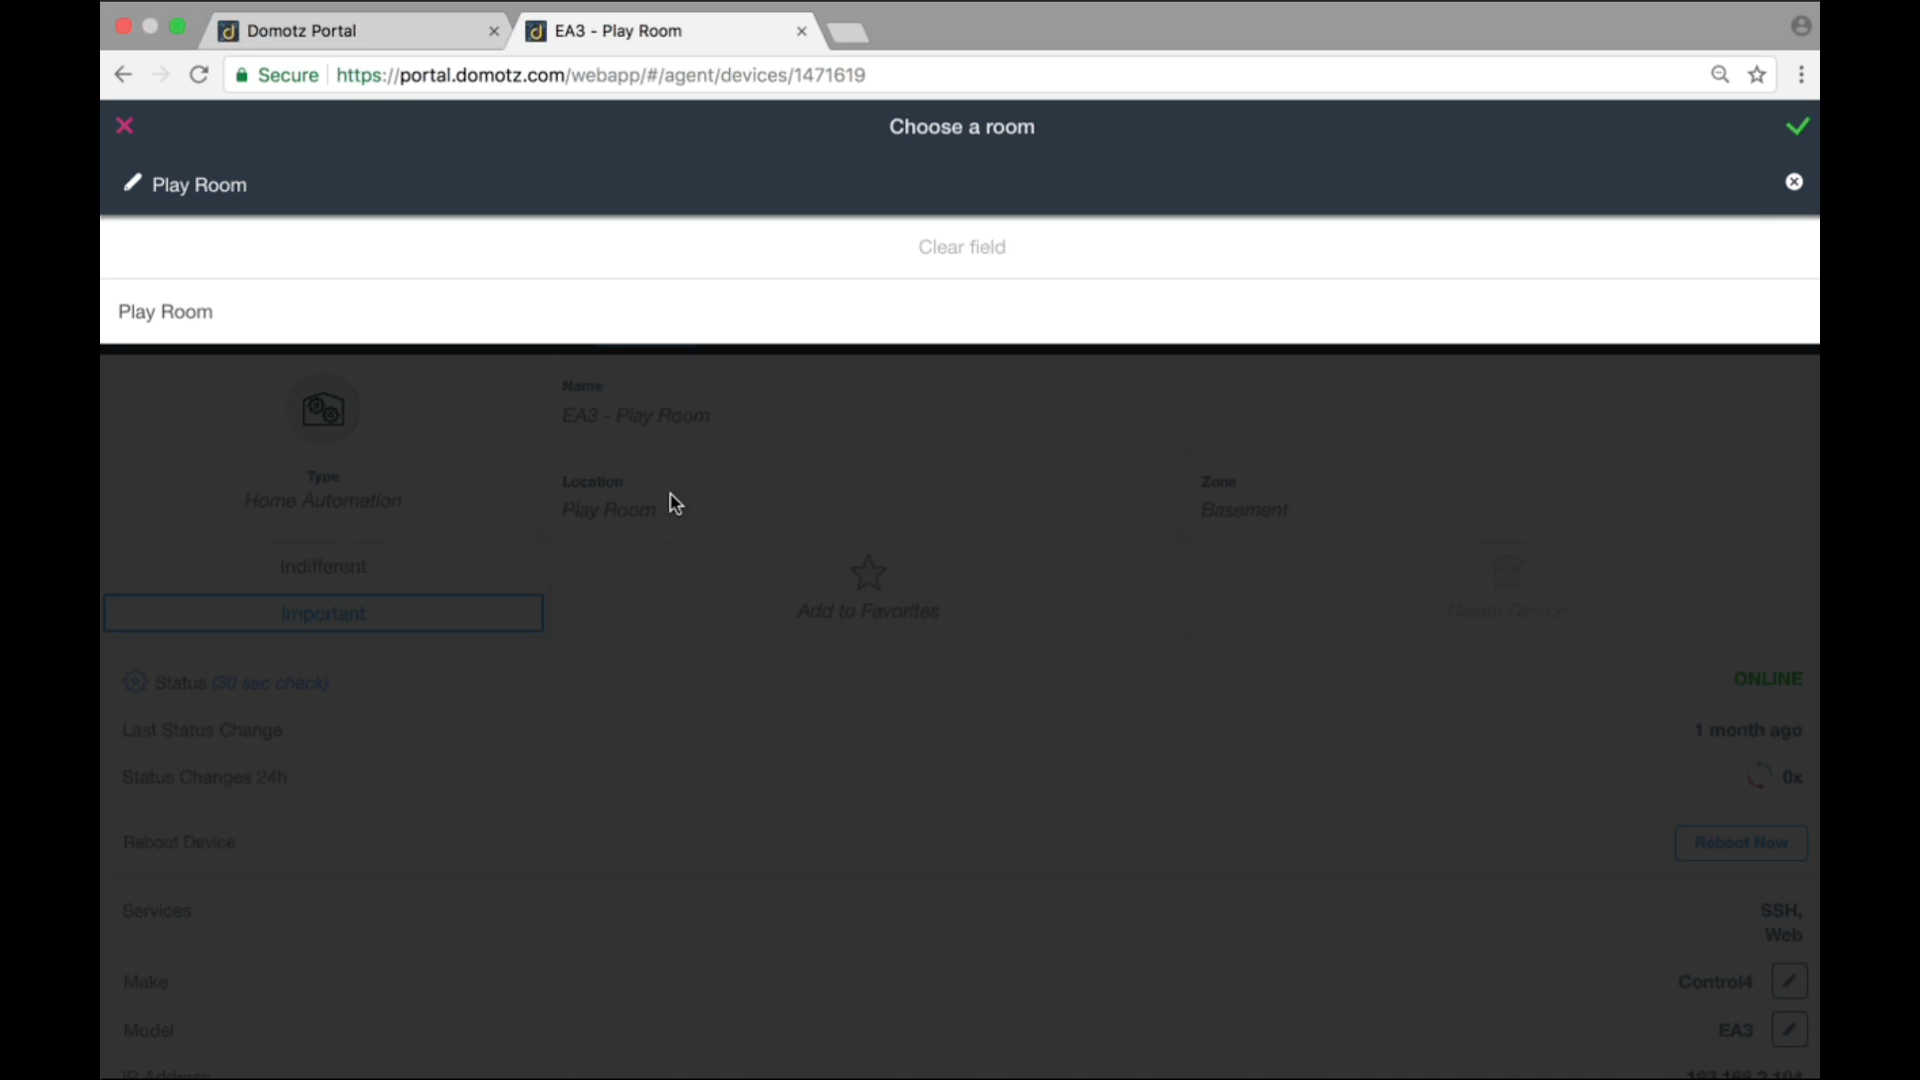 Domotz Portal
EA3 - Play Room
Secure
https://portal.domotz.com/webapp/#/agent/devices/1471619
Choose a room
Play Room
Clear field
Play Room
Name
EA3 - Play Room
Type
Home Automation
Location
Play Room
Zone
Basement
Indifferent
Important
Add to Favorites
Delete Device
Status (30 sec check)
ONLINE
Last Status Change
1 month ago
Status Changes 24h
0x
Reboot Device
Reboot Now
Services
SSH,
Web
Make
Control4
Model
EA3
IP Address
192.168.2.104